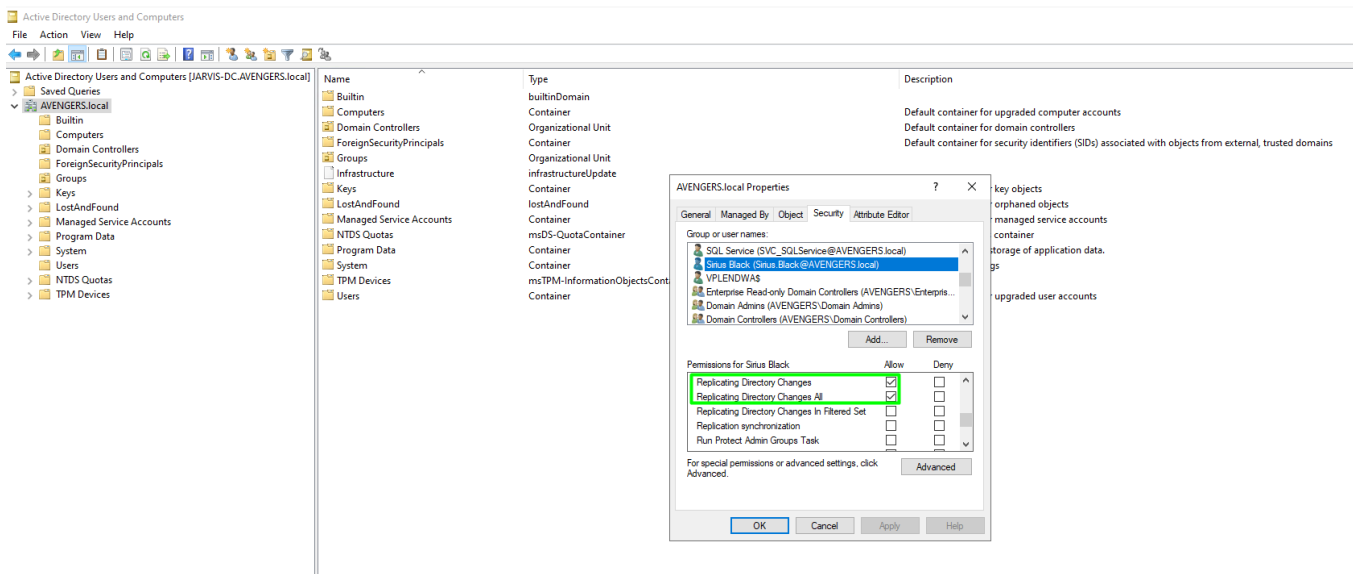 Active Directory Users and Computers
File Action View Help
Active Directory Users and Computers [JARVIS-DC.AVENGERS.local]
Saved Queries
AVENGERS.local
Builtin
Computers
Domain Controllers
ForeignSecurityPrincipals
Groups
Keys
LostAndFound
Managed Service Accounts
Program Data
System
Users
NTDS Quotas
TPM Devices
Name Type Description
Builtin builtinDomain
Computers Container Default container for upgraded computer accounts
Domain Controllers Organizational Unit Default container for domain controllers
ForeignSecurityPrincipals Container Default container for security identifiers (SIDs) associated with objects from external, trusted domains
Groups Organizational Unit
Infrastructure infrastructureUpdate
Keys Container key objects
LostAndFound lostAndFound orphaned objects
Managed Service Accounts Container managed service accounts
NTDS Quotas msDS-QuotaContainer container
Program Data Container storage of application data.
System Container gs
TPM Devices msTPM-InformationObjectsConta
Users Container upgraded user accounts
AVENGERS.local Properties ? ×
General Managed By Object Security Attribute Editor
Group or user names:
SQL Service (SVC_SQLService@AVENGERS.local)
Sirius Black (Sirius.Black@AVENGERS.local)
VPLENDWA$
Enterprise Read-only Domain Controllers (AVENGERS\Enterpris...
Domain Admins (AVENGERS\Domain Admins)
Domain Controllers (AVENGERS\Domain Controllers)
Add... Remove
Permissions for Sirius Black Allow Deny
Replicating Directory Changes
Replicating Directory Changes All
Replicating Directory Changes In Filtered Set
Replication synchronization
Run Protect Admin Groups Task
For special permissions or advanced settings, click
Advanced.
Advanced
OK Cancel Apply Help